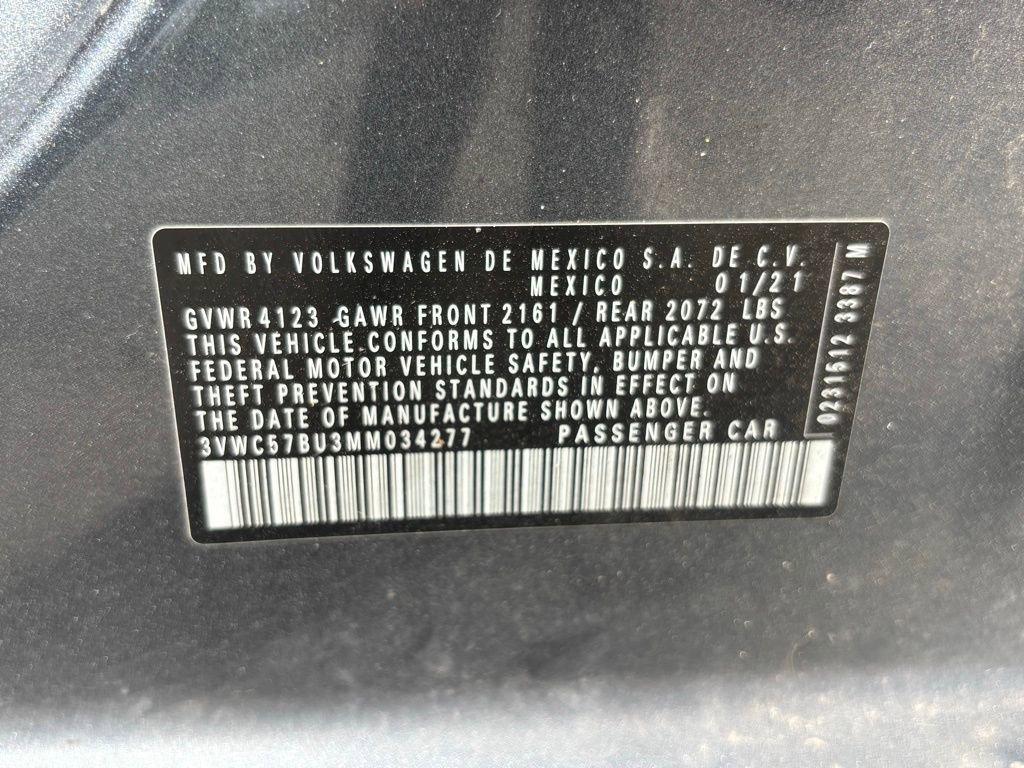 MFD BY VOLKSWAGEN DE MEXICO S.A. DE C.V.
MEXICO 01/21
GVWR 4123 GAWR FRONT 2161 / REAR 2072 LBS
THIS VEHICLE CONFORMS TO ALL APPLICABLE U.S.
FEDERAL MOTOR VEHICLE SAFETY, BUMPER AND
THEFT PREVENTION STANDARDS IN EFFECT ON
THE DATE OF MANUFACTURE SHOWN ABOVE.
3VWC57BU3MM034277 PASSENGER CAR
0231612 3387 M